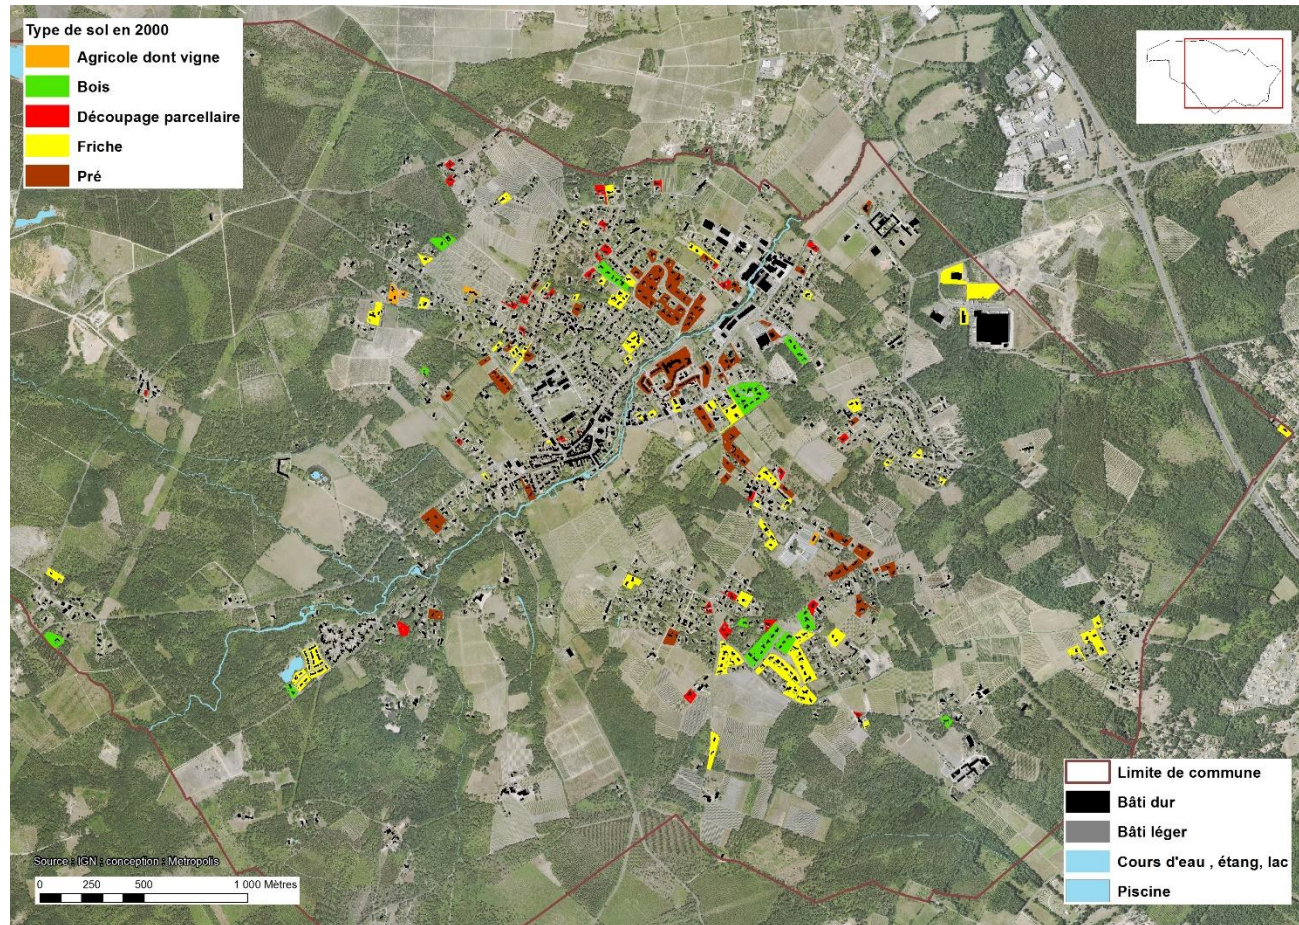 Type de sol en 2000
Agricole dont vigne
Bois
Découpage parcellaire
Friche
Pré
Limite de commune
Bâti dur
Bâti léger
Cours d'eau , étang, lac
Piscine
Source : IGN : conception : Metropolis
0 250 500 1 000 Mètres